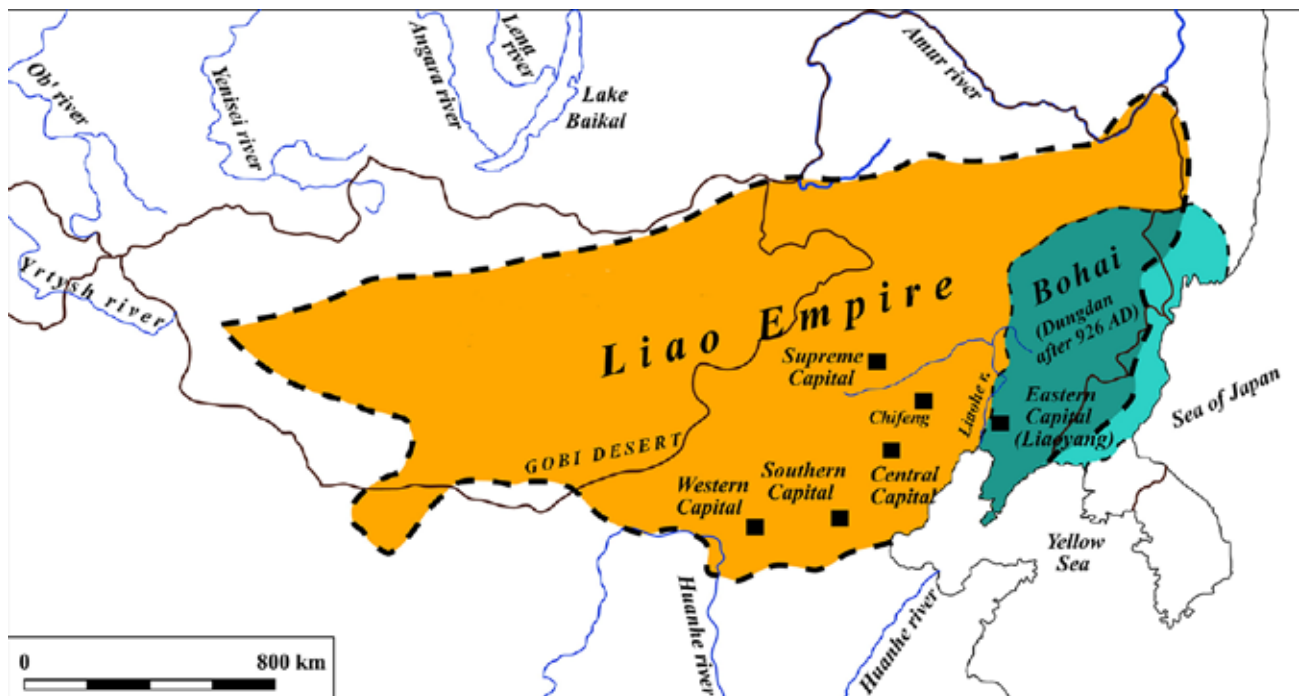 Ob' river
Yenisei river
Angara river
Lena
river
Lake
Baikal
Amur river
Yrtysh river
Liao Empire
Bohai
(Dungdan
after 926 AD)
Supreme
Capital
Chifeng
Liaohe r.
Eastern
Capital
(Liaoyang)
Sea of Japan
GOBI DESERT
Western
Capital
Southern
Capital
Central
Capital
Yellow
Sea
Huanhe river
Huanhe river
0 800 km